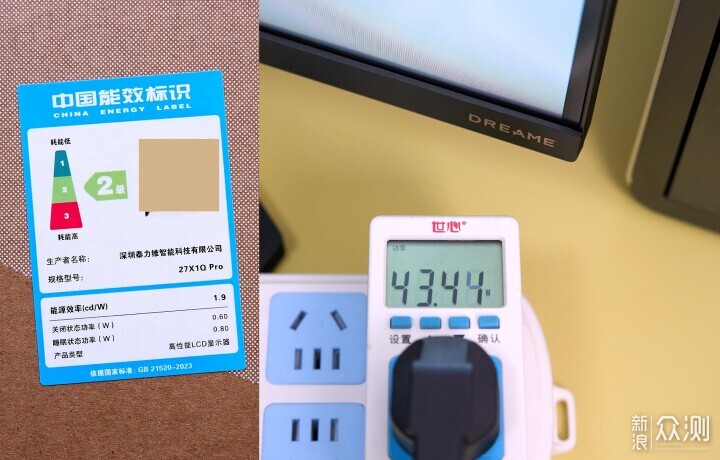 中国能效标识
CHINA ENERGY LABEL
耗能低
1
2
3
2级
耗能高
生产者名称：
深圳泰力维智能科技有限公司
规格型号：
27X1Q Pro
能源效率(cd/W)
1.9
关闭状态功率（W）
0.60
睡眠状态功率（W）
0.80
产品类型
高性能LCD显示器
依据国家标准：GB 21520-2023
DREAME
世心®
功率
43.44
W
设置
确认
新浪
众测